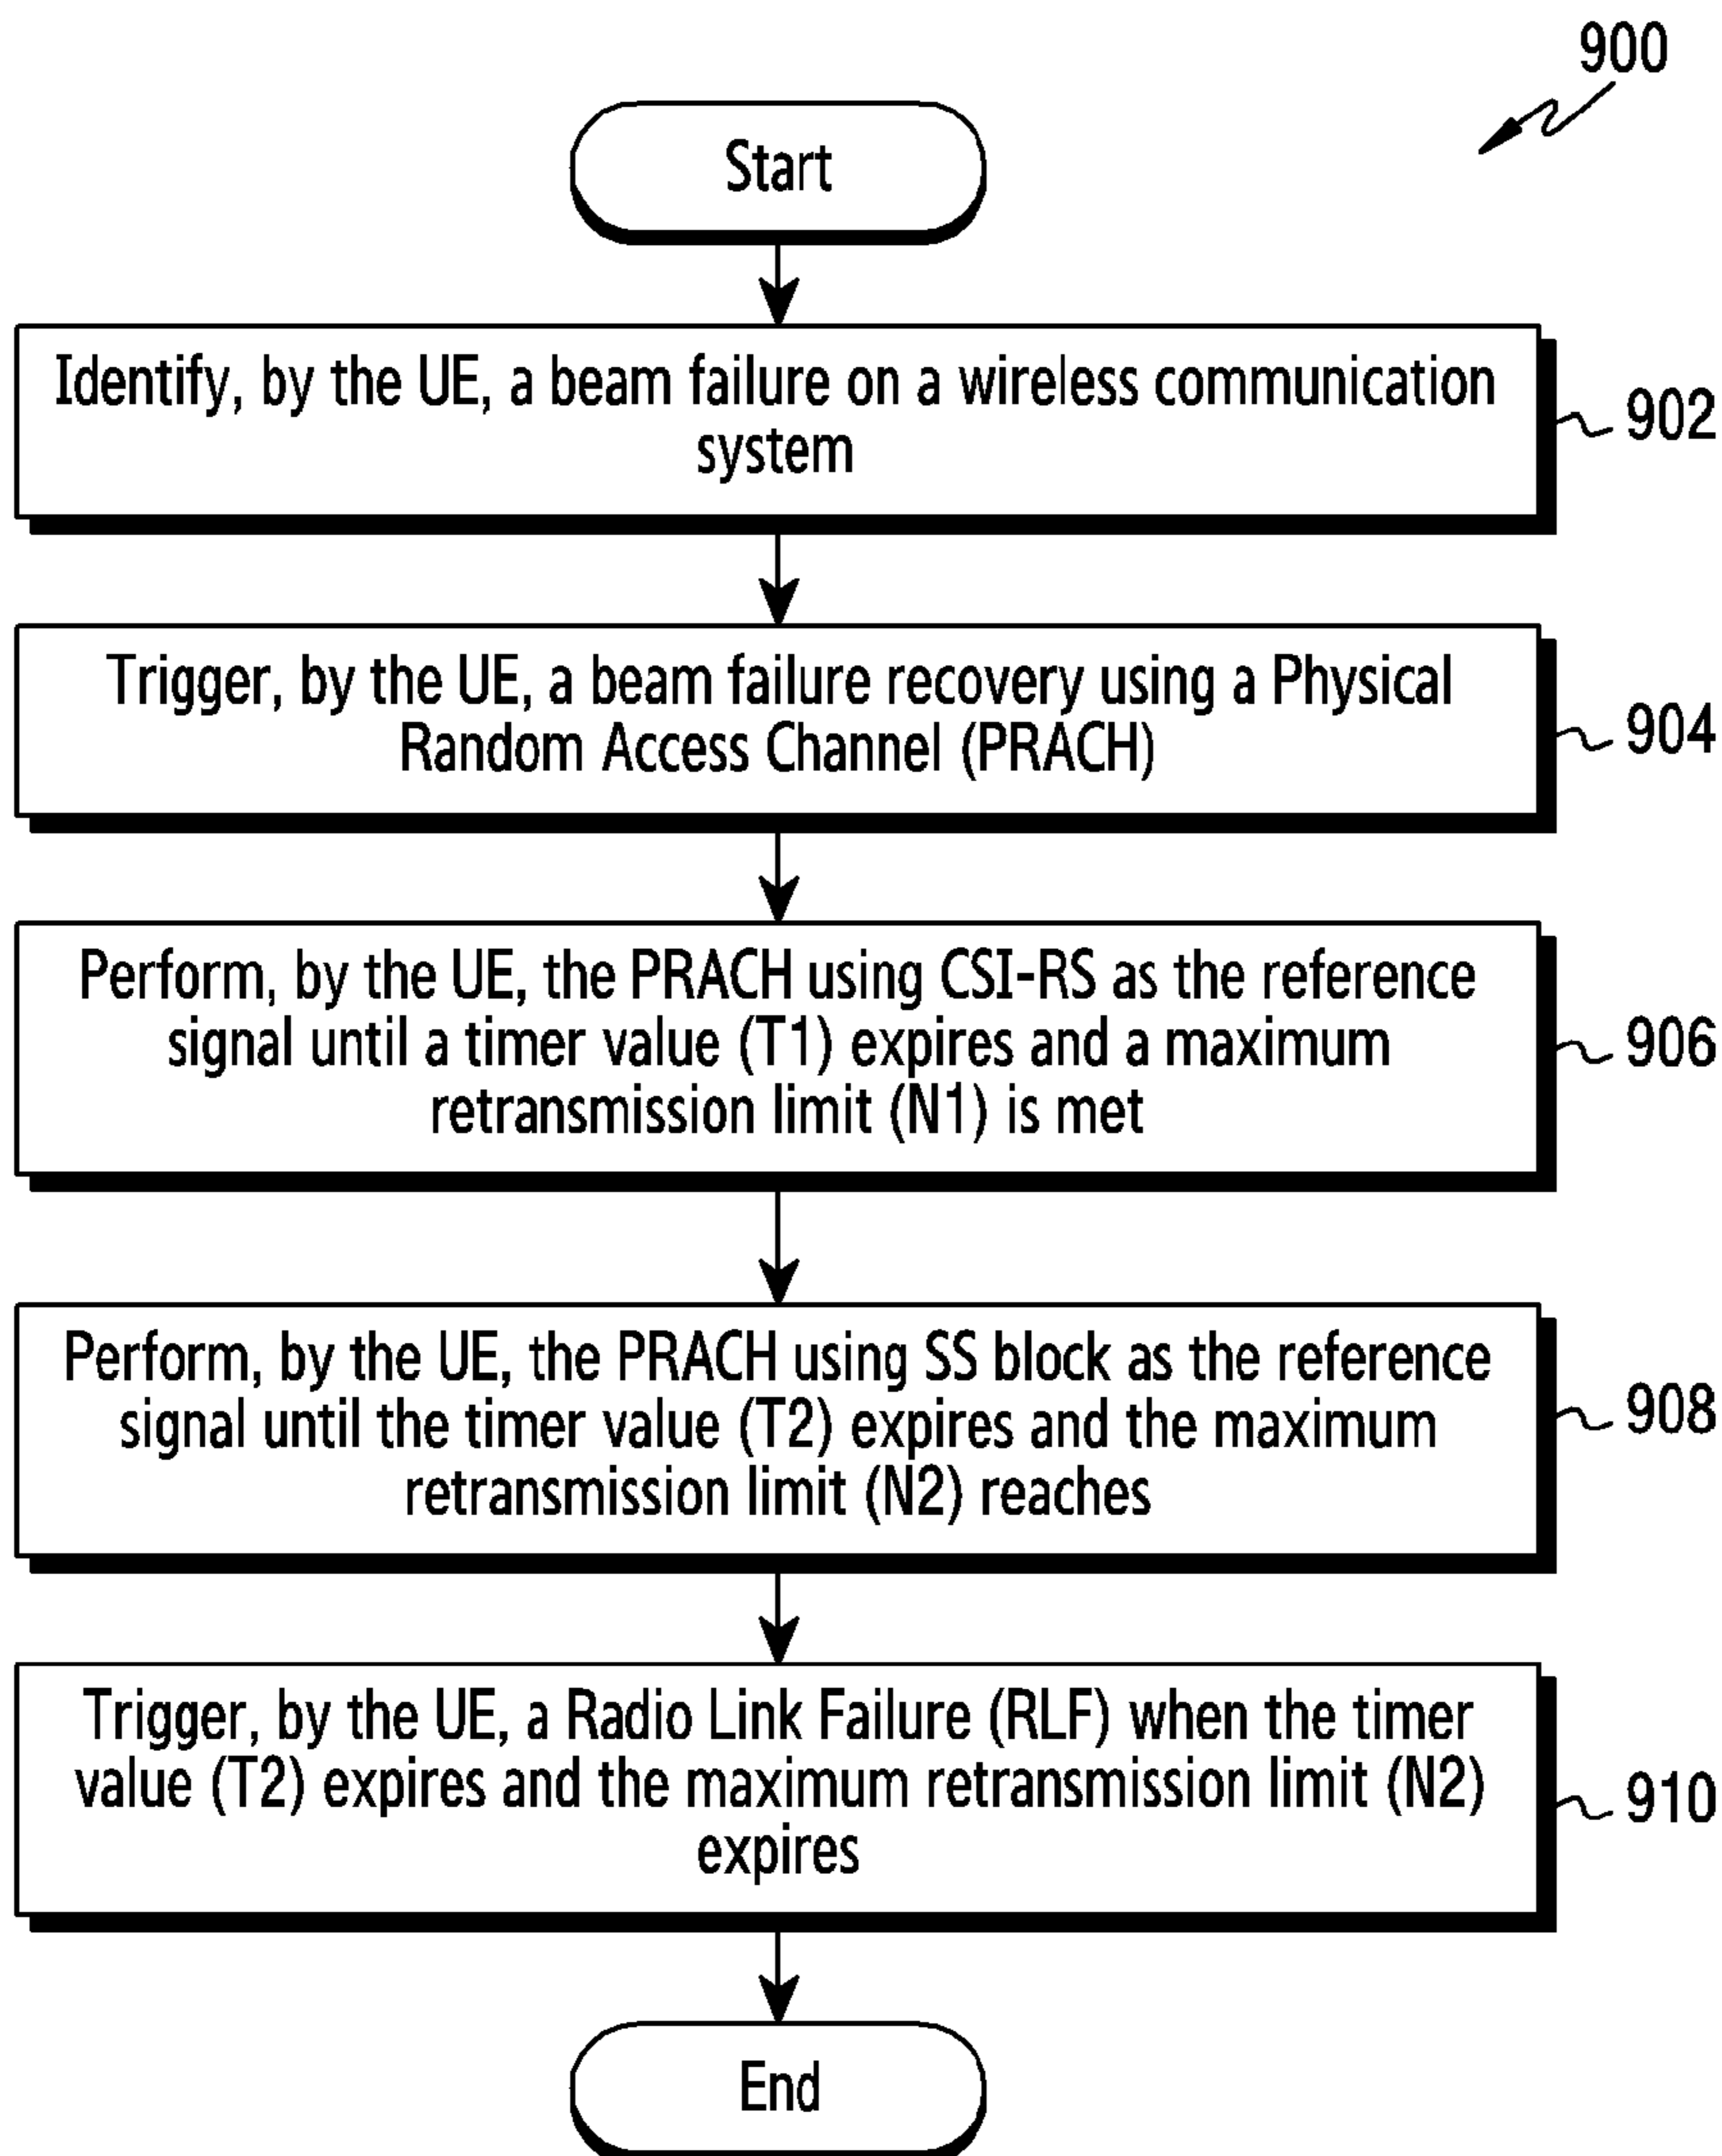 900
Start
Identify, by the UE, a beam failure on a wireless communication
system
902
Trigger, by the UE, a beam failure recovery using a Physical
Random Access Channel (PRACH)
904
Perform, by the UE, the PRACH using CSI-RS as the reference
signal until a timer value (T1) expires and a maximum
retransmission limit (N1) is met
906
Perform, by the UE, the PRACH using SS block as the reference
signal until the timer value (T2) expires and the maximum
retransmission limit (N2) reaches
908
Trigger, by the UE, a Radio Link Failure (RLF) when the timer
value (T2) expires and the maximum retransmission limit (N2)
expires
910
End